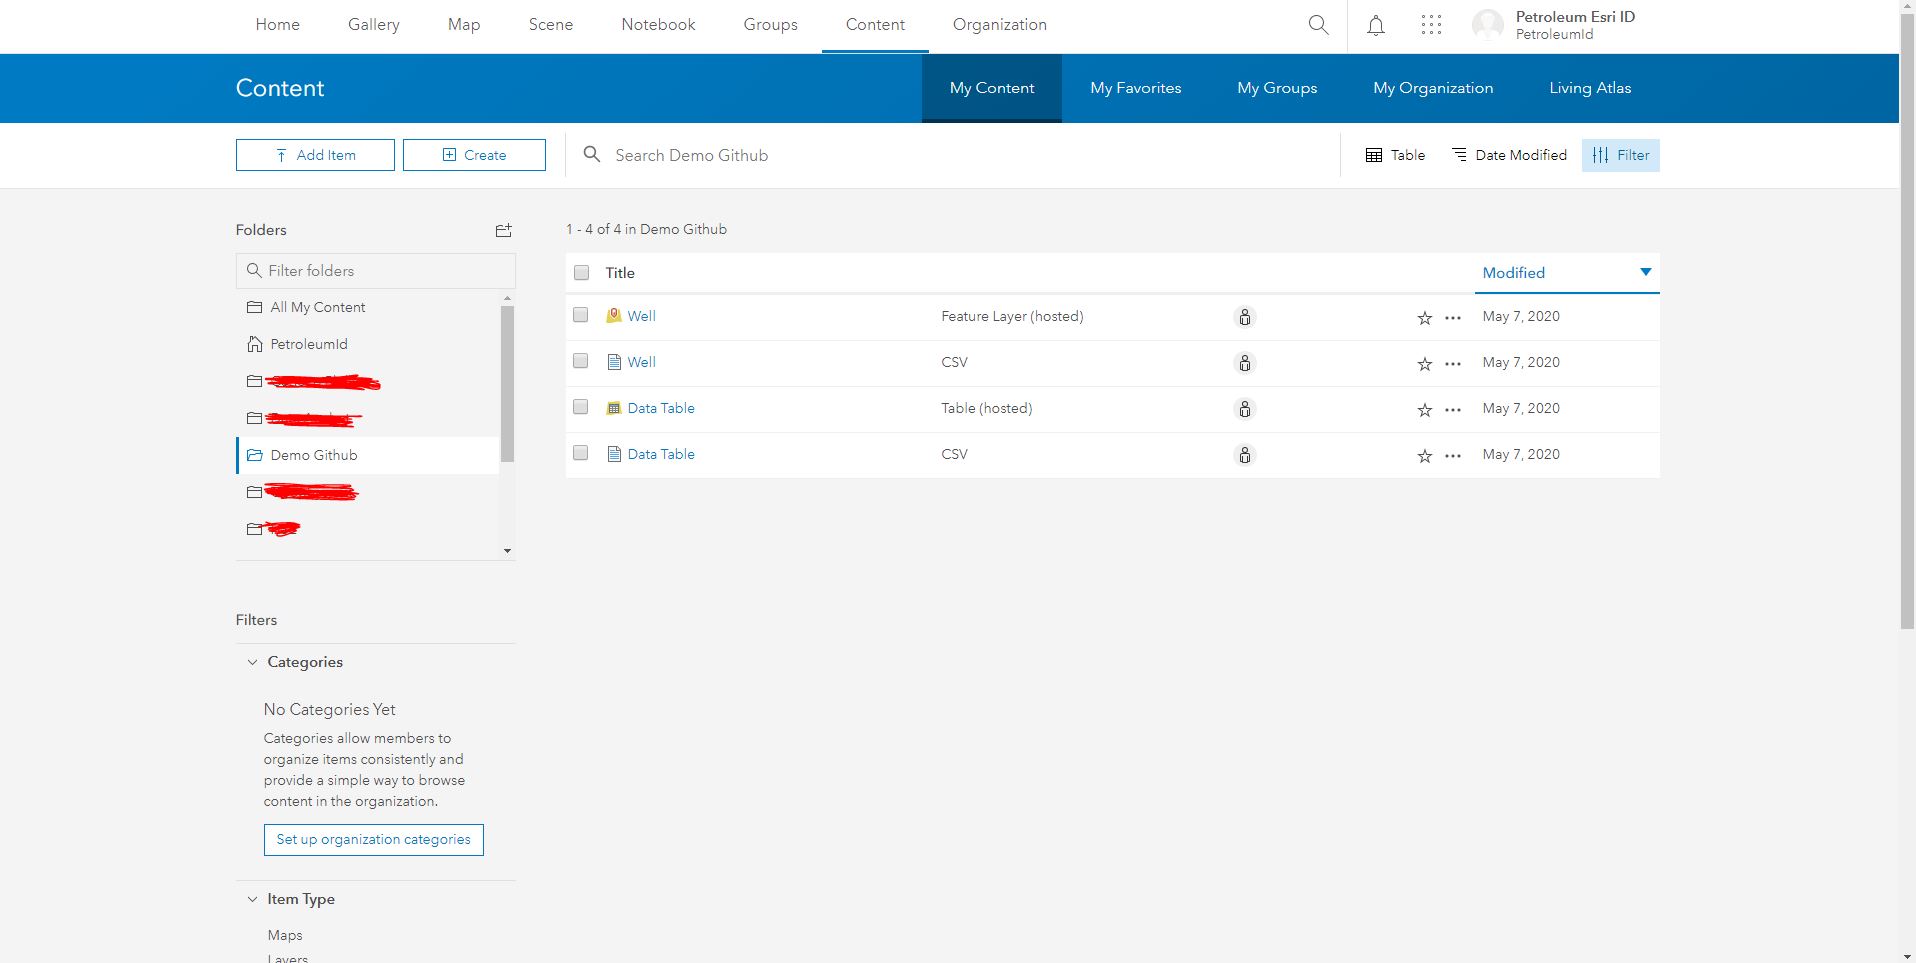 Home Gallery Map Scene Notebook Groups Content Organization
Petroleum Esri ID
PetroleumId
Content
My Content My Favorites My Groups My Organization Living Atlas
Add Item Create Search Demo Github Table Date Modified Filter
Folders
Filter folders
All My Content
PetroleumId
Demo Github
1 - 4 of 4 in Demo Github
Title Modified
Well Feature Layer (hosted) May 7, 2020
Well CSV May 7, 2020
Data Table Table (hosted) May 7, 2020
Data Table CSV May 7, 2020
Filters
Categories
No Categories Yet
Categories allow members to
organize items consistently and
provide a simple way to browse
content in the organization.
Set up organization categories
Item Type
Maps
Layers